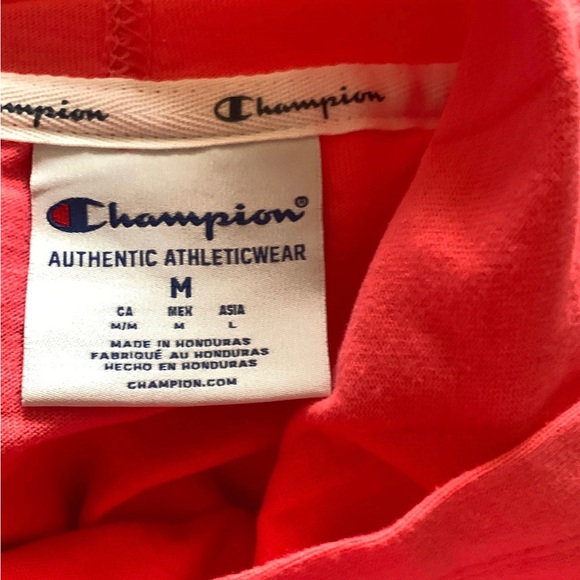 mpion Champion
Champion®
AUTHENTIC ATHLETICWEAR
M
CA MEX ASIA
M/M M L
MADE IN HONDURAS
FABRIQUÉ AU HONDURAS
HECHO EN HONDURAS
CHAMPION.COM